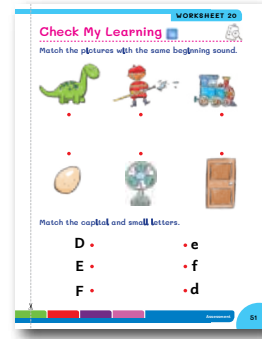 WORKSHEET 20
Check My Learning
Match the pictures with the same beginning sound.
Match the capital and small letters.
D • • e
E • • f
F • • d
Assessment
51